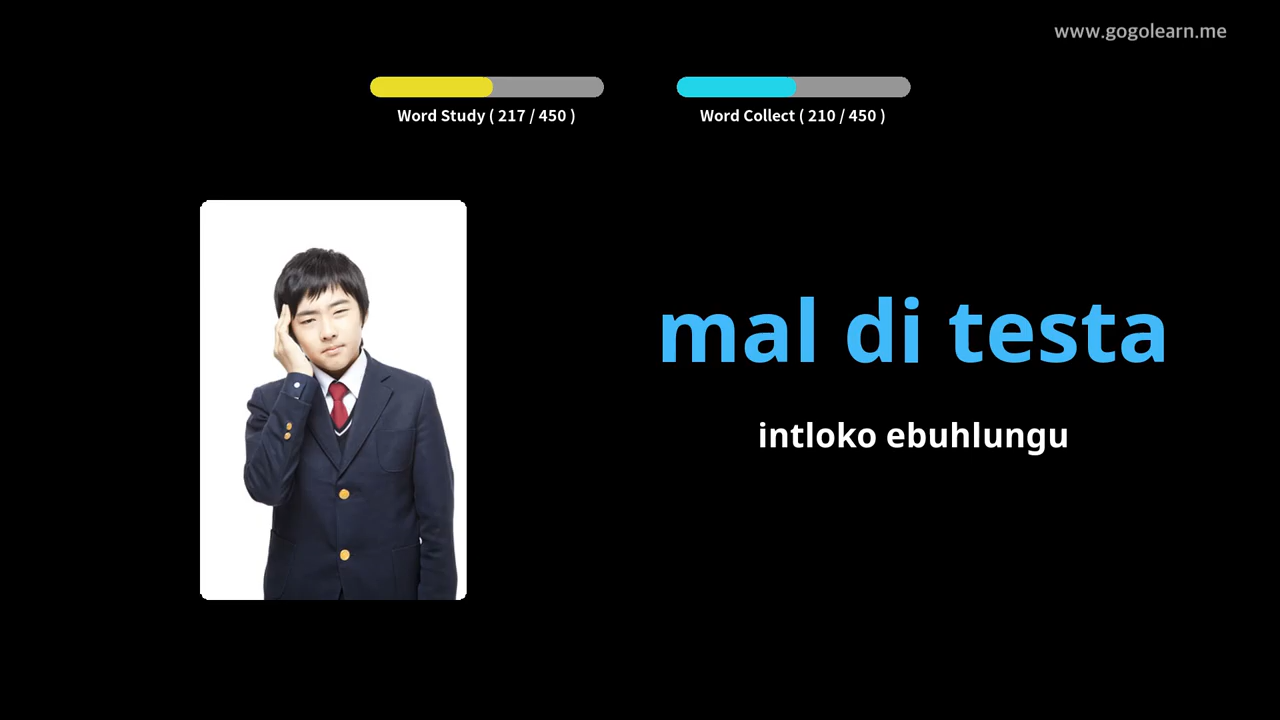 www.gogolearn.me
Word Study ( 217 / 450 )
Word Collect ( 210 / 450 )
mal di testa
intloko ebuhlungu